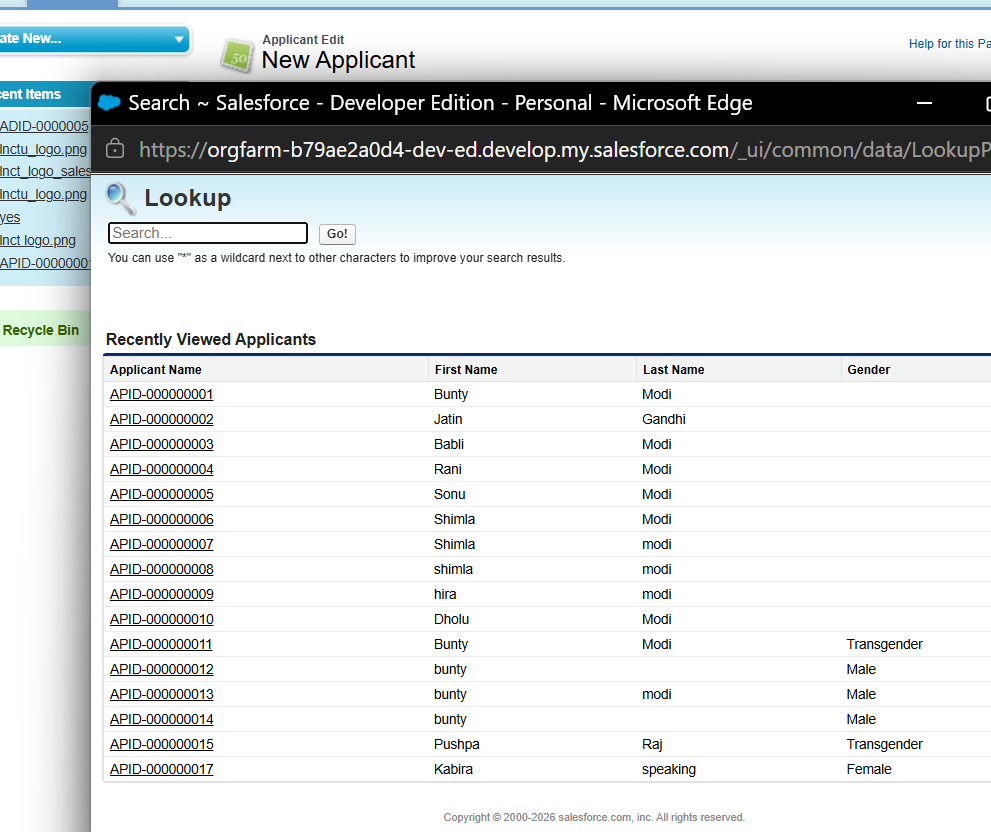 ate New...
Applicant Edit
New Applicant
Help for this Pa
cent Items
ADID-0000005
lnctu_logo.png
lnct_logo_sales
lnctu_logo.png
yes
lnct logo.png
APID-000000001
Recycle Bin
Search ~ Salesforce - Developer Edition - Personal - Microsoft Edge
https://orgfarm-b79ae2a0d4-dev-ed.develop.my.salesforce.com/_ui/common/data/LookupP
Lookup
Search...
Go!
You can use "*" as a wildcard next to other characters to improve your search results.
Recently Viewed Applicants
Applicant Name First Name Last Name Gender
APID-000000001 Bunty Modi
APID-000000002 Jatin Gandhi
APID-000000003 Babli Modi
APID-000000004 Rani Modi
APID-000000005 Sonu Modi
APID-000000006 Shimla Modi
APID-000000007 Shimla modi
APID-000000008 shimla modi
APID-000000009 hira modi
APID-000000010 Dholu Modi
APID-000000011 Bunty Modi Transgender
APID-000000012 bunty Male
APID-000000013 bunty modi Male
APID-000000014 bunty Male
APID-000000015 Pushpa Raj Transgender
APID-000000017 Kabira speaking Female
Copyright © 2000-2026 salesforce.com, inc. All rights reserved.